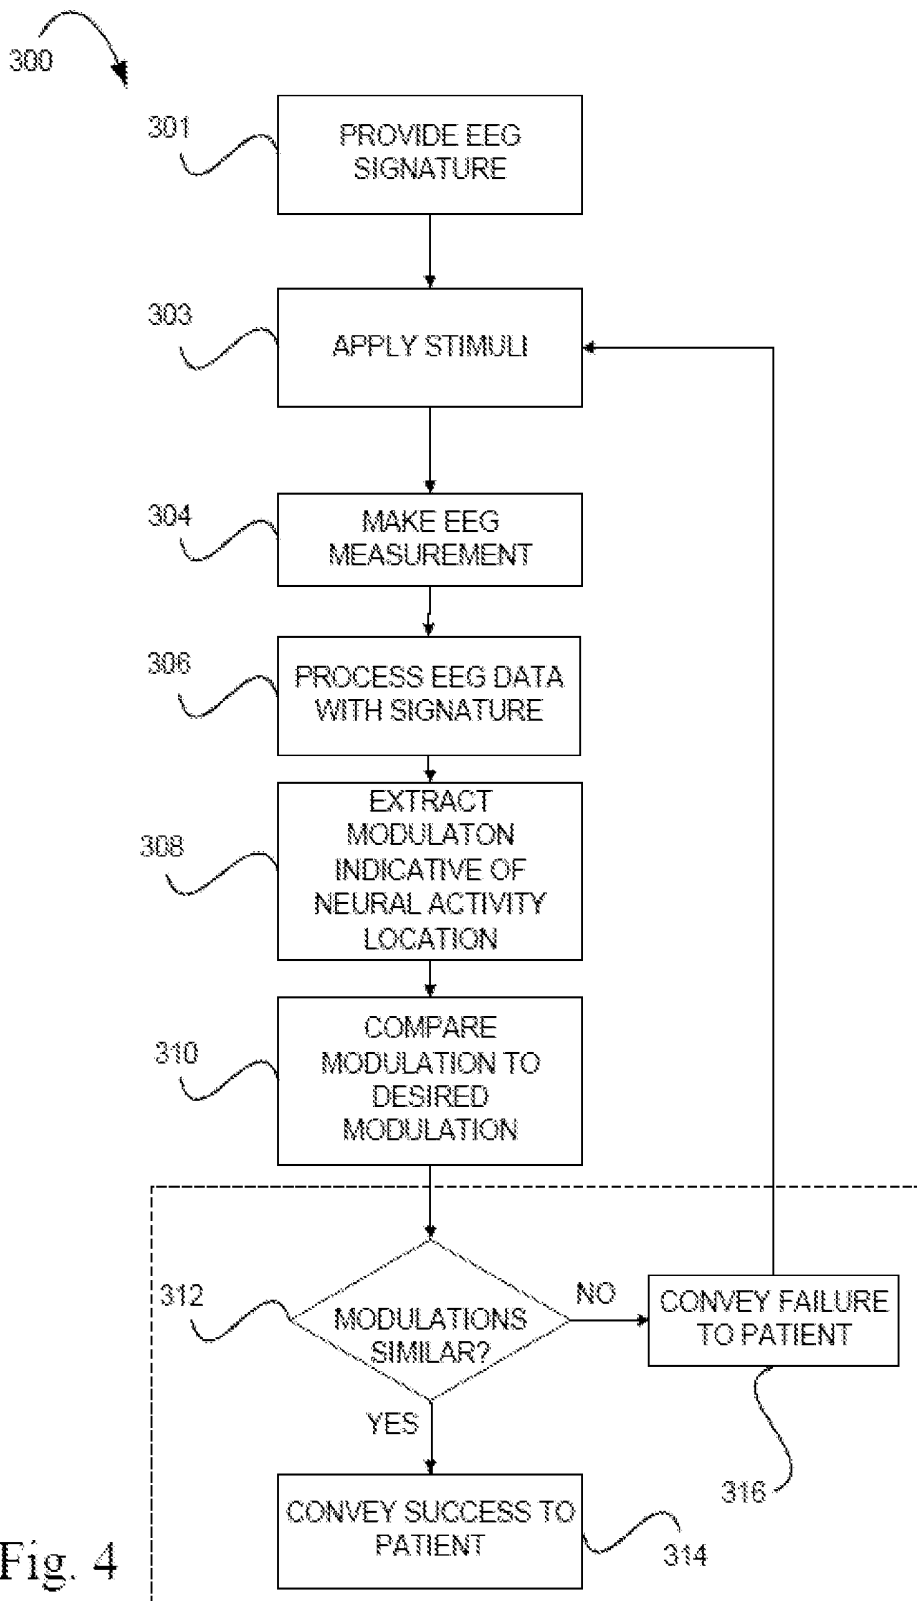 300
301
PROVIDE EEG
SIGNATURE
303
APPLY STIMULI
304
MAKE EEG
MEASUREMENT
306
PROCESS EEG DATA
WITH SIGNATURE
308
EXTRACT
MODULATON
INDICATIVE OF
NEURAL ACTIVITY
LOCATION
310
COMPARE
MODULATION TO
DESIRED
MODULATION
312
MODULATIONS
SIMILAR?
NO
CONVEY FAILURE
TO PATIENT
316
YES
CONVEY SUCCESS TO
PATIENT
314
Fig. 4